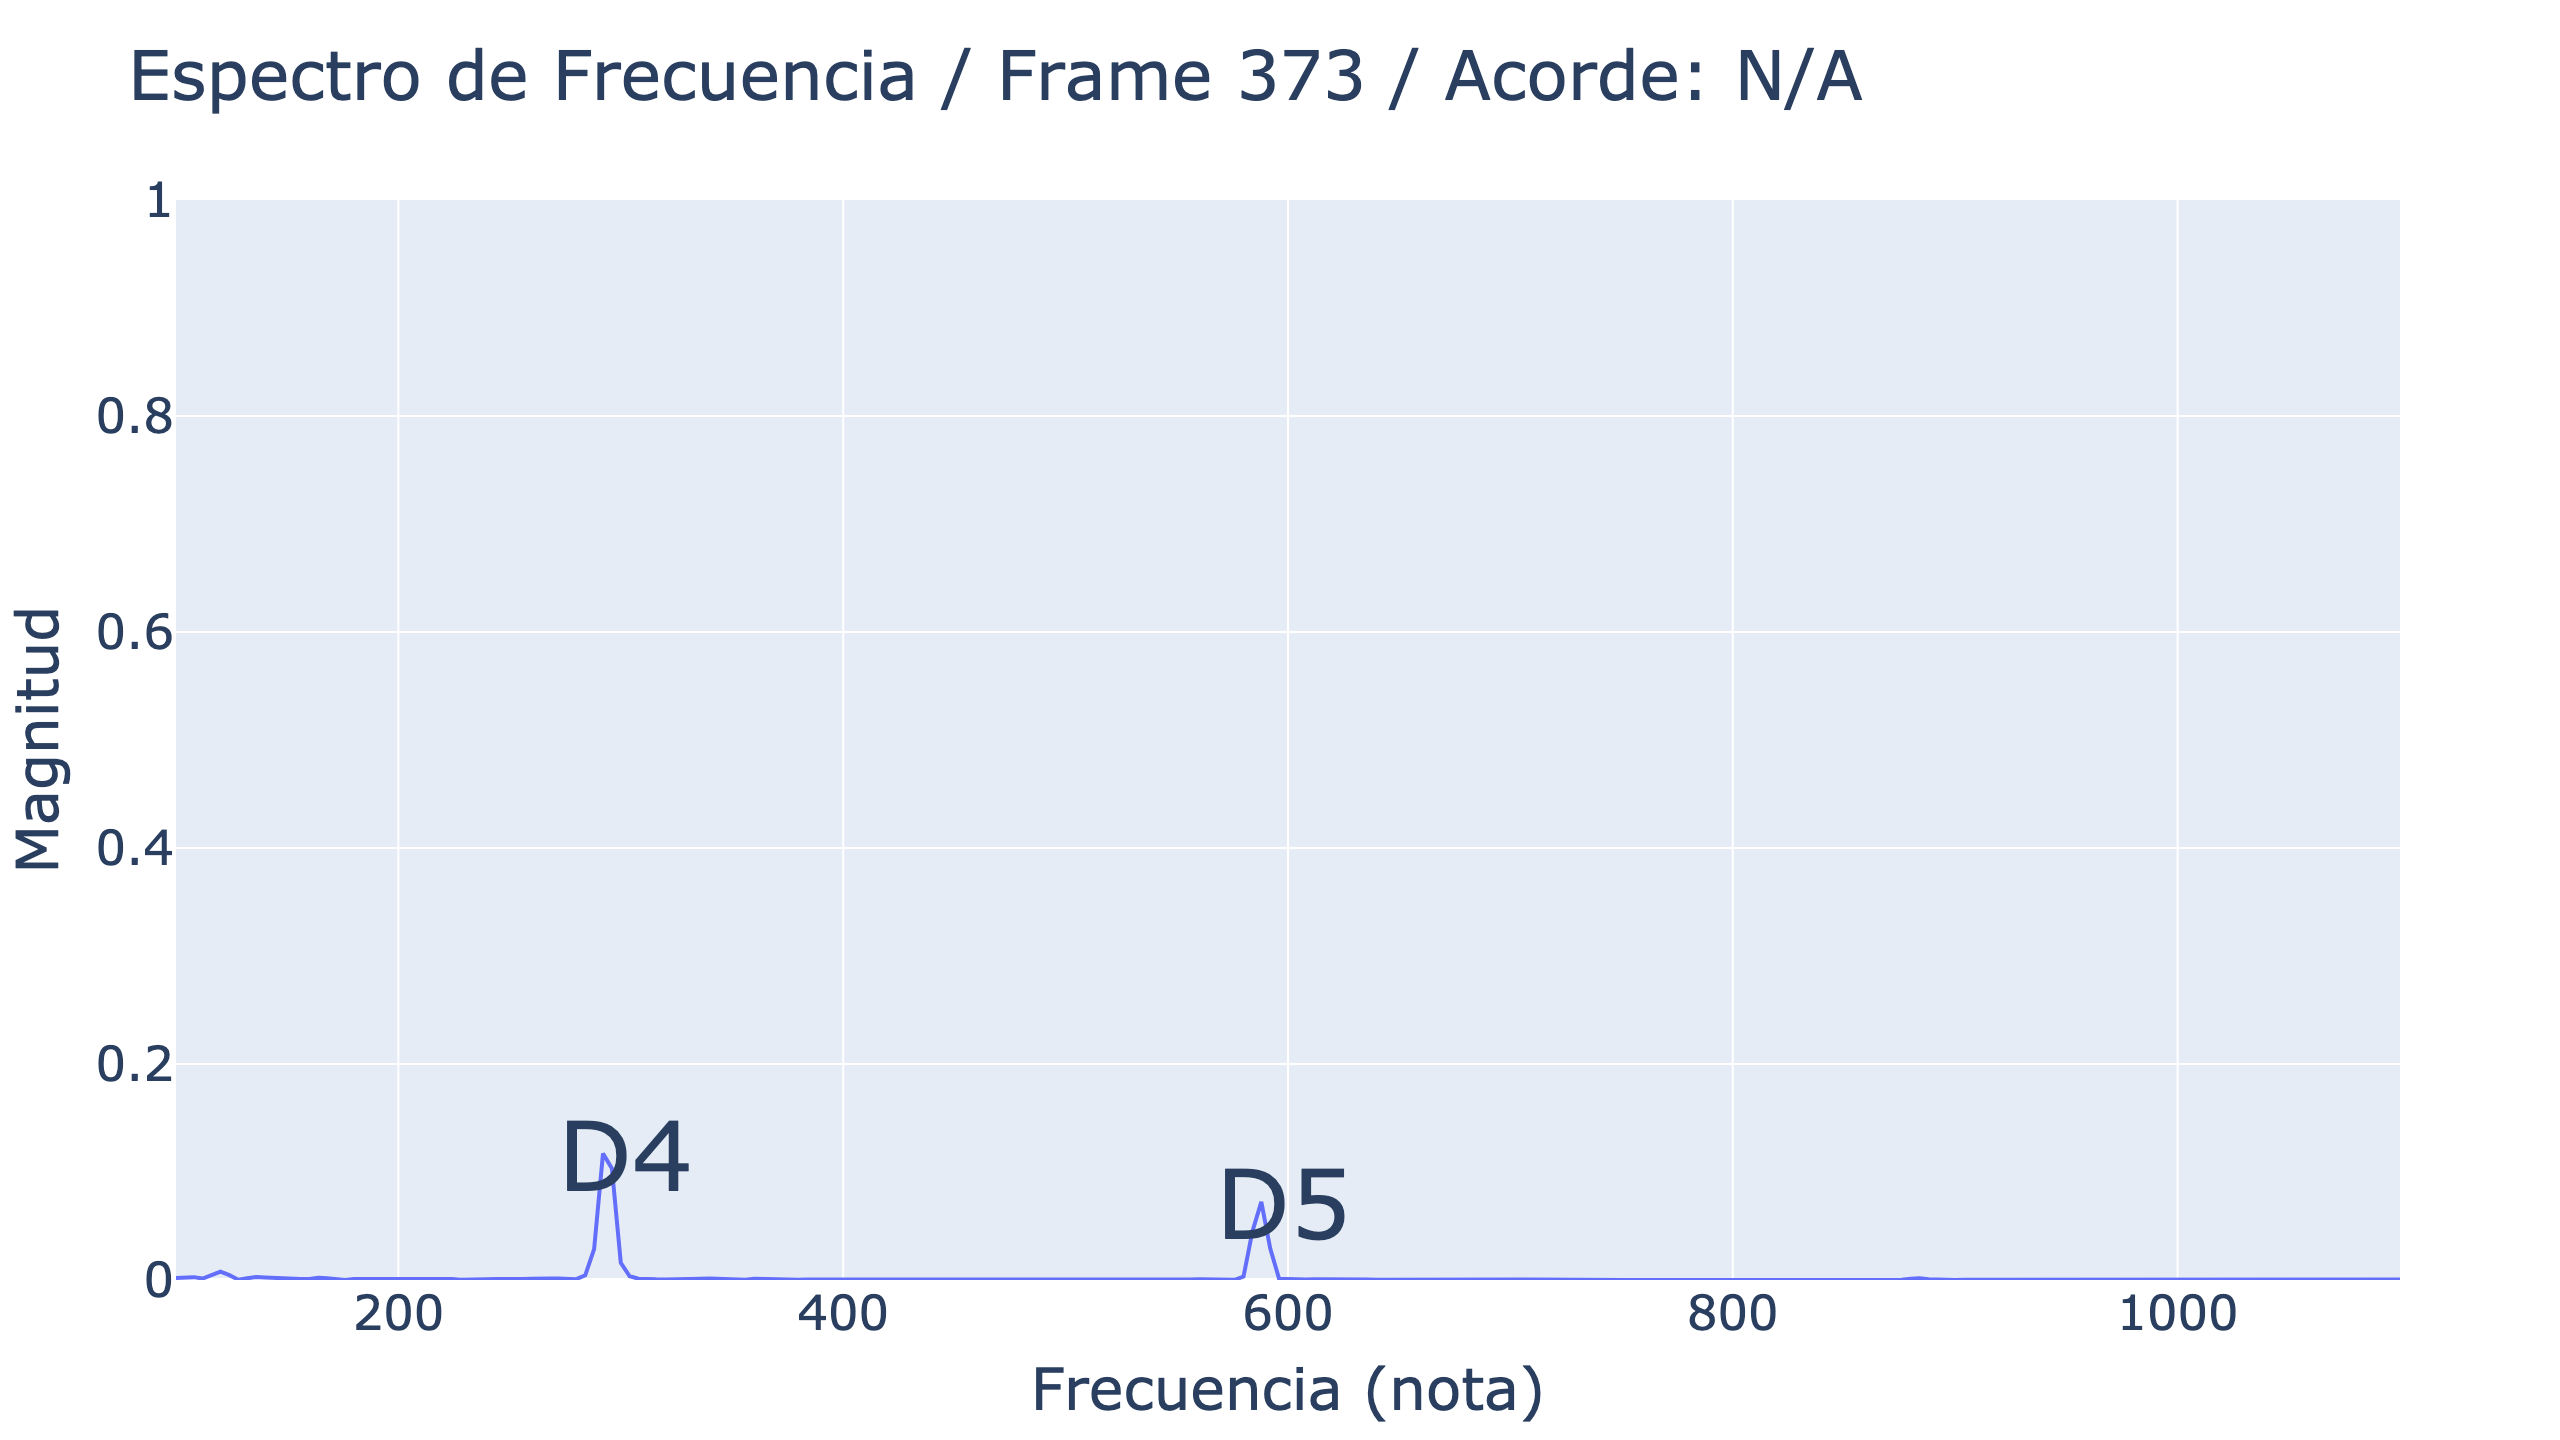 Espectro de Frecuencia / Frame 373 / Acorde: N/A
1
0.8
0.6
0.4
0.2
0
Magnitud
D4
D5
200 400 600 800 1000
Frecuencia (nota)